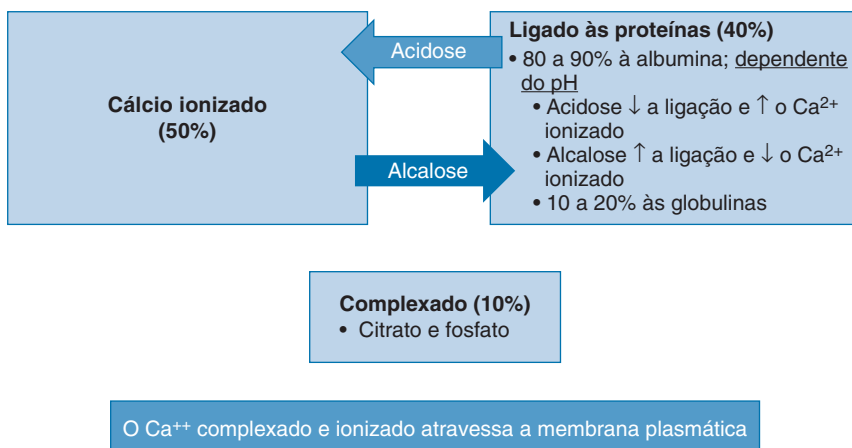 Cálcio ionizado
(50%)
Acidose
Alcalose
Ligado às proteínas (40%)
• 80 a 90% à albumina; dependente
do pH
• Acidose ↓ a ligação e ↑ o Ca²⁺
ionizado
• Alcalose ↑ a ligação e ↓ o Ca²⁺
ionizado
• 10 a 20% às globulinas
Complexado (10%)
• Citrato e fosfato
O Ca⁺⁺ complexado e ionizado atravessa a membrana plasmática